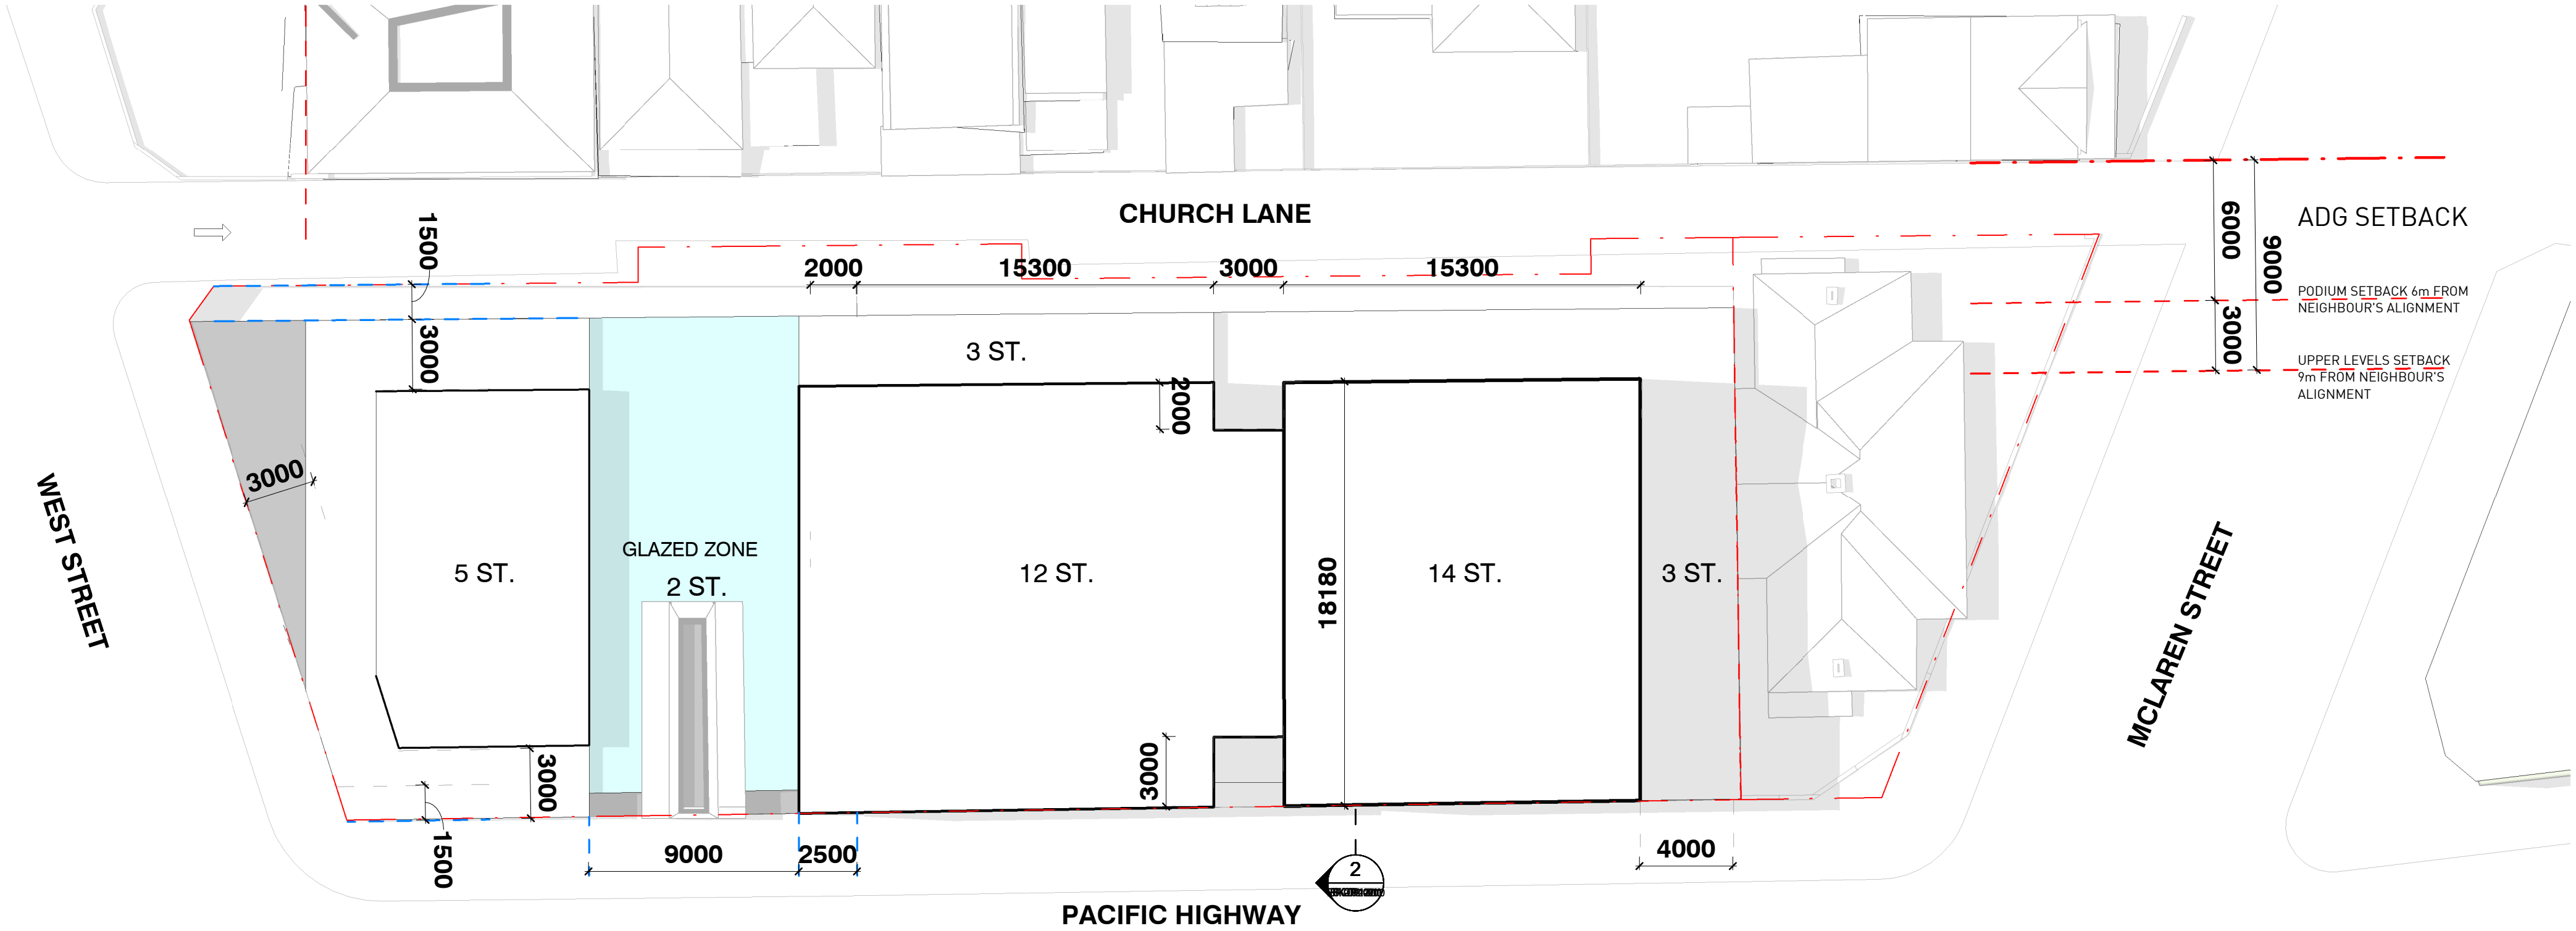 CHURCH LANE
1500
6000
ADG SETBACK
9000
2000
15300
3000
15300
PODIUM SETBACK 6m FROM
NEIGHBOUR'S ALIGNMENT
3000
3000
3 ST.
UPPER LEVELS SETBACK
9m FROM NEIGHBOUR'S
ALIGNMENT
2000
3000
WEST STREET
GLAZED ZONE
2 ST.
5 ST.
12 ST.
18180
14 ST.
3 ST.
MCLAREN STREET
3000
3000
1500
9000
2500
4000
2
PACIFIC HIGHWAY